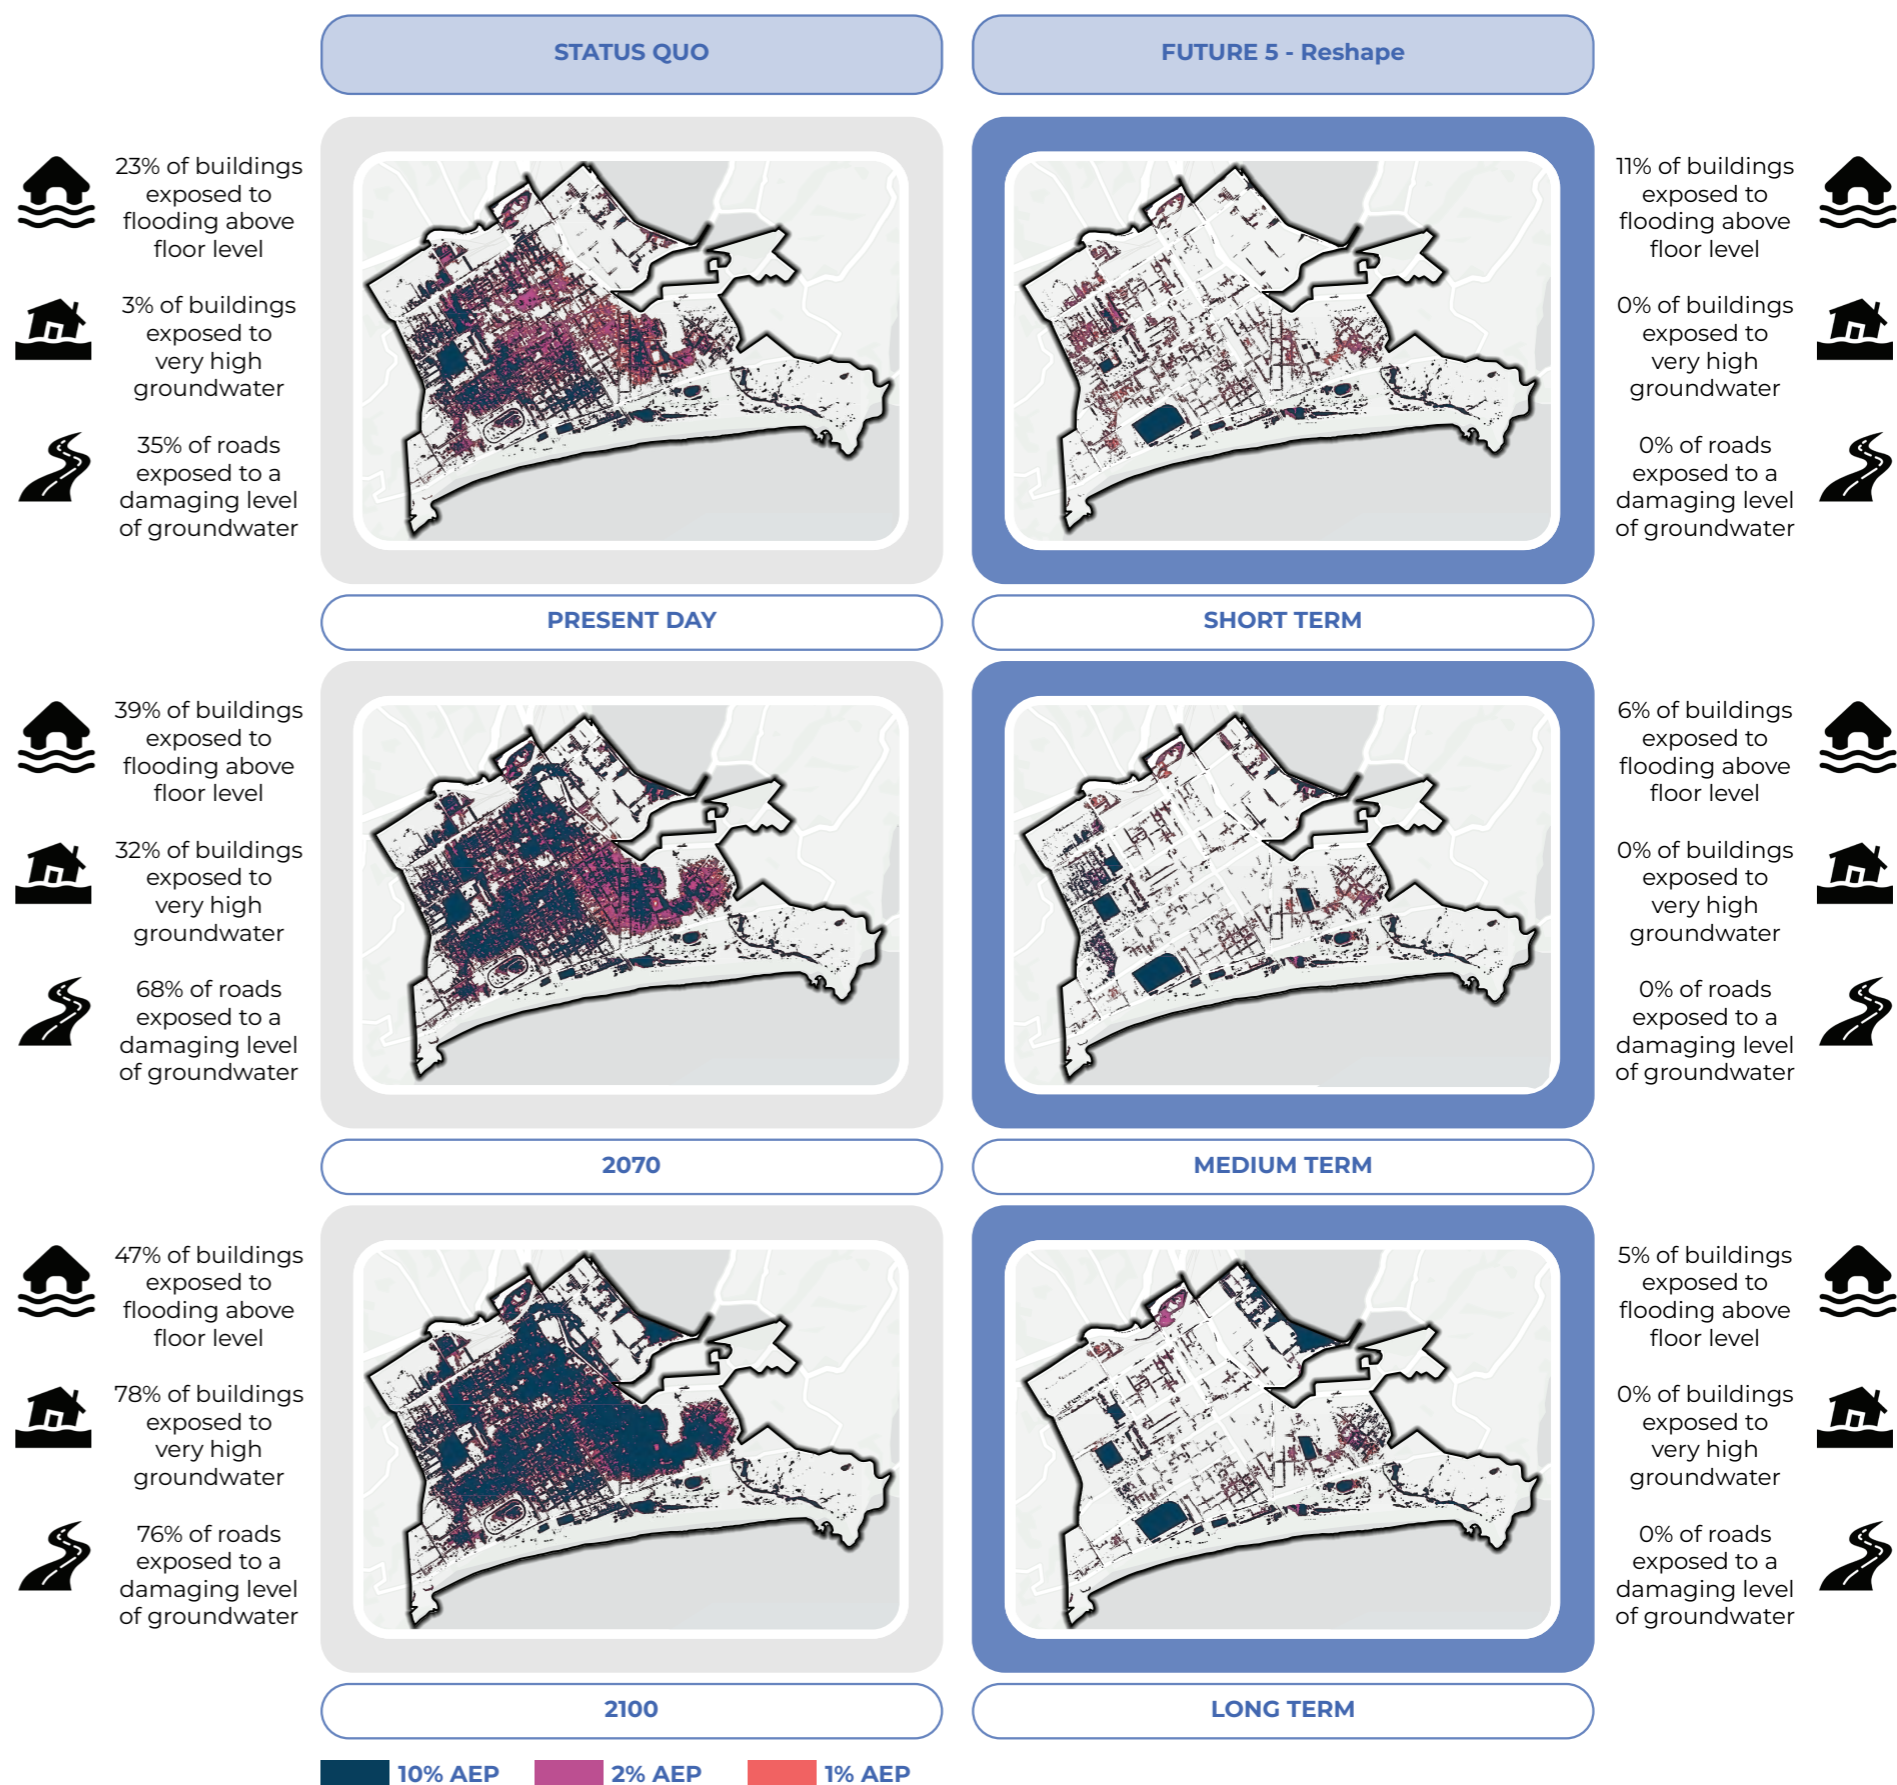 STATUS QUO
FUTURE 5 - Reshape
23% of buildings
exposed to
flooding above
floor level
3% of buildings
exposed to
very high
groundwater
35% of roads
exposed to a
damaging level
of groundwater
11% of buildings
exposed to
flooding above
floor level
0% of buildings
exposed to
very high
groundwater
0% of roads
exposed to a
damaging level
of groundwater
PRESENT DAY
SHORT TERM
39% of buildings
exposed to
flooding above
floor level
32% of buildings
exposed to
very high
groundwater
68% of roads
exposed to a
damaging level
of groundwater
6% of buildings
exposed to
flooding above
floor level
0% of buildings
exposed to
very high
groundwater
0% of roads
exposed to a
damaging level
of groundwater
2070
MEDIUM TERM
47% of buildings
exposed to
flooding above
floor level
78% of buildings
exposed to
very high
groundwater
76% of roads
exposed to a
damaging level
of groundwater
5% of buildings
exposed to
flooding above
floor level
0% of buildings
exposed to
very high
groundwater
0% of roads
exposed to a
damaging level
of groundwater
2100
LONG TERM
10% AEP
2% AEP
1% AEP